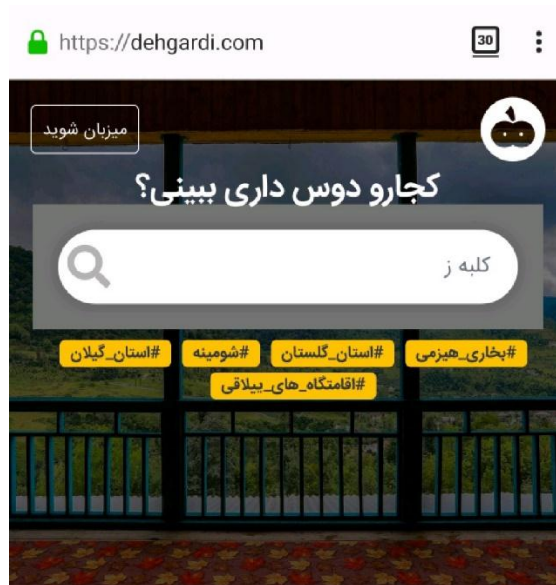 https://dehgardi.com 30
میزبان شوید
کجارو دوس داری ببینی؟
کلبه ز
#بخاری_هیزمی #استان_گلستان #شومینه #استان_گیلان
#اقامتگاه_های_ییلاقی